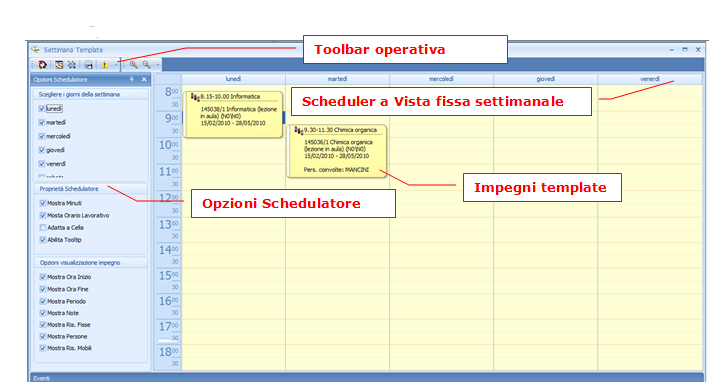 Toolbar operativa
Settimana Template
Opzioni Schedulatore
Scegliere i giorni della settimana
lunedì
martedì
mercoledì
giovedì
venerdì
Proprietà Schedulatore
Mostra Minuti
Mosta Orario Lavorativo
Adatta a Cella
Abilita Tooltip
Opzioni visualizzazione impegno
Mostra Ora Inizio
Mostra Ora Fine
Mostra Periodo
Mostra Note
Mostra Ris. Fisse
Mostra Persone
Mostra Ris. Mobili
lunedì martedì mercoledì giovedì venerdì
8 00
30
9 00
30
10 00
30
11 00
30
12 00
30
13 00
30
14 00
30
15 00
30
16 00
30
17 00
30
18 00
30
8.15-10.00 Informatica
145038/1 Informatica (lezione
in aula) (N0\N0)
15/02/2010 - 28/05/2010
9.30-11.30 Chimica organica
145036/1 Chimica organica
(lezione in aula) (N0\N0)
15/02/2010 - 28/05/2010
Pers. coinvolte: MANCINI
Scheduler a Vista fissa settimanale
Impegni template
Opzioni Schedulatore
Eventi